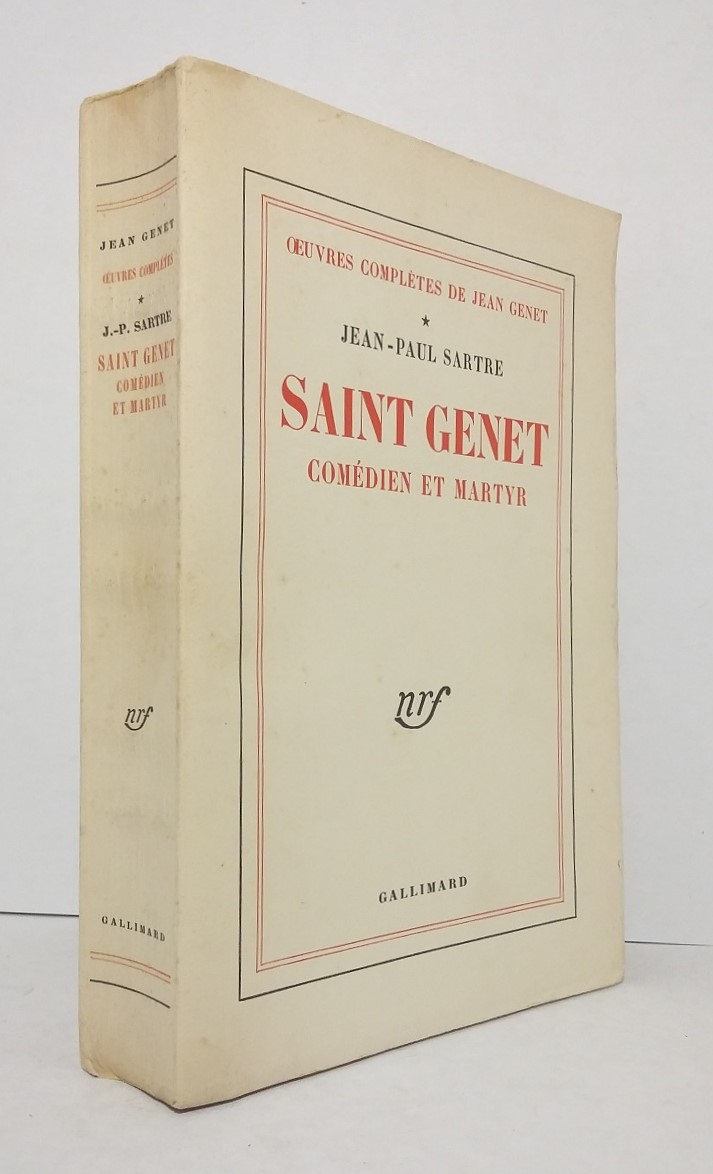 JEAN GENET
ŒUVRES COMPLÈTES
★
J.-P. SARTRE
SAINT GENET
COMÉDIEN
ET MARTYR
nrf
GALLIMARD
ŒUVRES COMPLÈTES DE JEAN GENET
★
JEAN-PAUL SARTRE
SAINT GENET
COMÉDIEN ET MARTYR
nrf
GALLIMARD